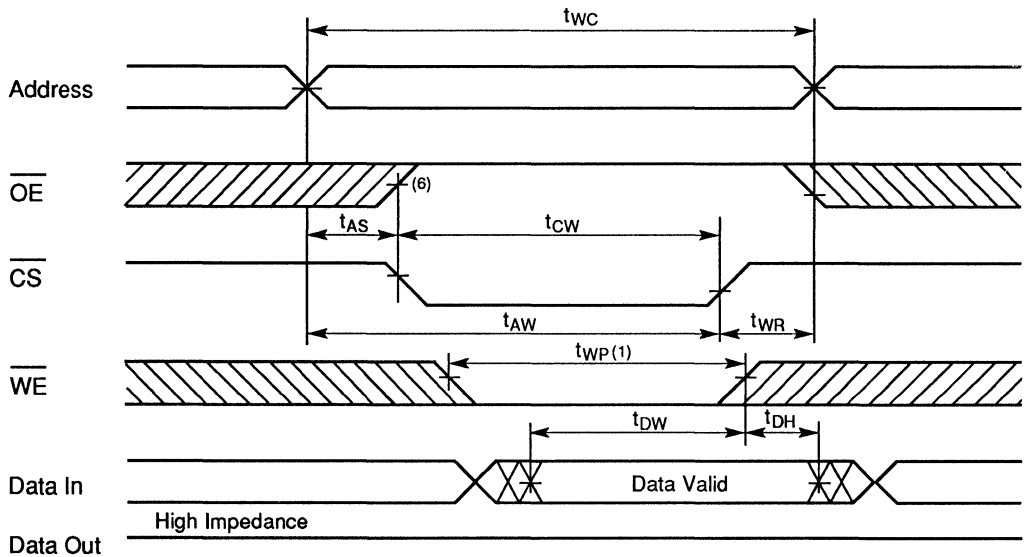 tWC
Address
OE
(6)
tAS
tCW
CS
tAW
tWR
tWP(1)
WE
tDW
tDH
Data In
Data Valid
High Impedance
Data Out